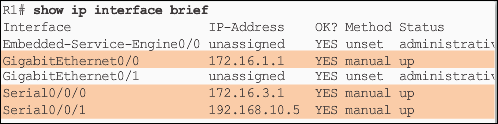 R1# show ip interface brief
Interface IP-Address OK? Method Status
Embedded-Service-Engine0/0 unassigned YES unset administrativ
GigabitEthernet0/0 172.16.1.1 YES manual up
GigabitEthernet0/1 unassigned YES unset administrativ
Serial0/0/0 172.16.3.1 YES manual up
Serial0/0/1 192.168.10.5 YES manual up